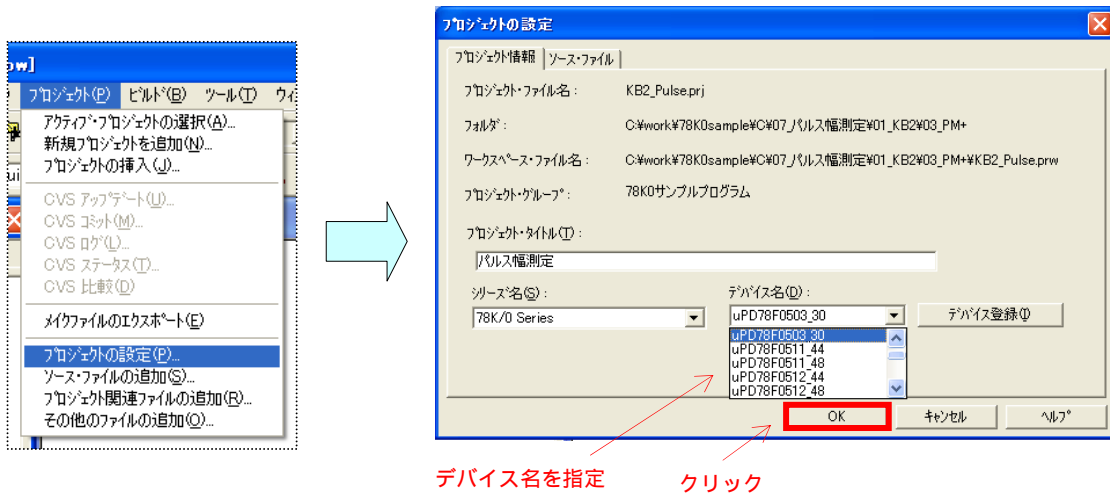 ow]
プロジェクト(P) ビルド(B) ツール(T) ウィ
アクティブ・プロジェクトの選択(A)...
新規プロジェクトを追加(N)...
プロジェクトの挿入(J)...
CVS アップデート(U)...
CVS コミット(M)...
CVS ログ(L)...
CVS ステータス(T)...
CVS 比較(D)
メイクファイルのエクスポート(E)
プロジェクトの設定(P)...
ソース・ファイルの追加(S)...
プロジェクト関連ファイルの追加(R)...
その他のファイルの追加(O)...
プロジェクトの設定
プロジェクト情報 ソース・ファイル
プロジェクト・ファイル名 : KB2_Pulse.prj
フォルダ : C:¥work¥78K0sample¥C¥07_パルス幅測定¥01_KB2¥03_PM+
ワークスペース・ファイル名 : C:¥work¥78K0sample¥C¥07_パルス幅測定¥01_KB2¥03_PM+¥KB2_Pulse.prw
プロジェクト・グループ : 78K0サンプルプログラム
プロジェクト・タイトル(T) :
パルス幅測定
シリーズ名(S) : デバイス名(D) :
78K/0 Series uPD78F0503_30 デバイス登録(I)
uPD78F0503_30
uPD78F0511_44
uPD78F0511_48
uPD78F0512_44
uPD78F0512_48
OK キャンセル ヘルプ
デバイス名を指定 クリック